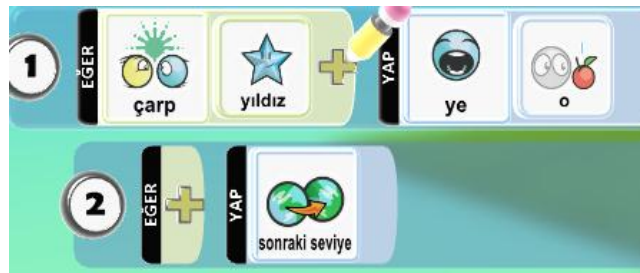 1 EĞER çarp yıldız YAP ye o
2 EĞER YAP sonraki seviye